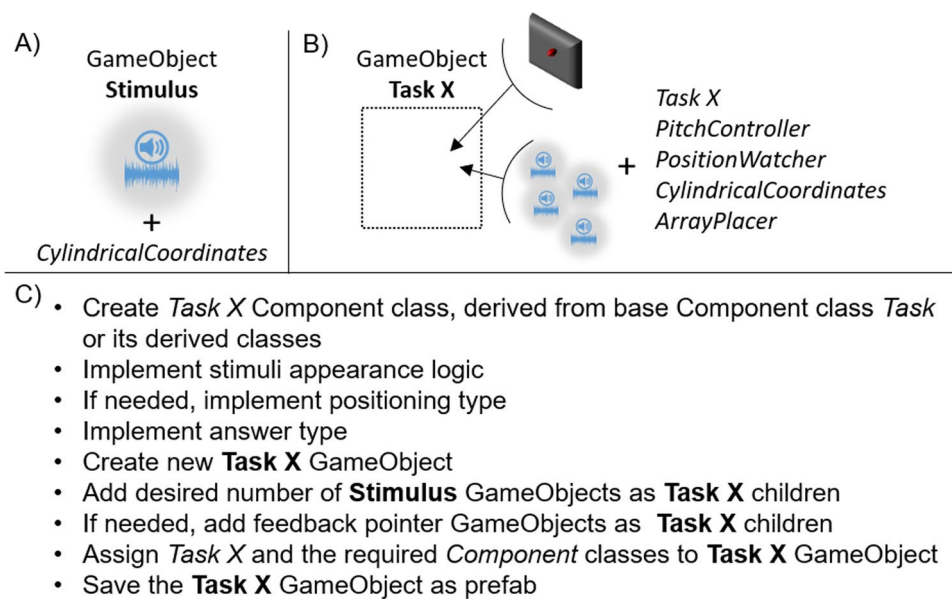 A)
GameObject
Stimulus
+
CylindricalCoordinates
B)
GameObject
Task X
+
Task X
PitchController
PositionWatcher
CylindricalCoordinates
ArrayPlacer
C)
• Create Task X Component class, derived from base Component class Task
or its derived classes
• Implement stimuli appearance logic
• If needed, implement positioning type
• Implement answer type
• Create new Task X GameObject
• Add desired number of Stimulus GameObjects as Task X children
• If needed, add feedback pointer GameObjects as Task X children
• Assign Task X and the required Component classes to Task X GameObject
• Save the Task X GameObject as prefab